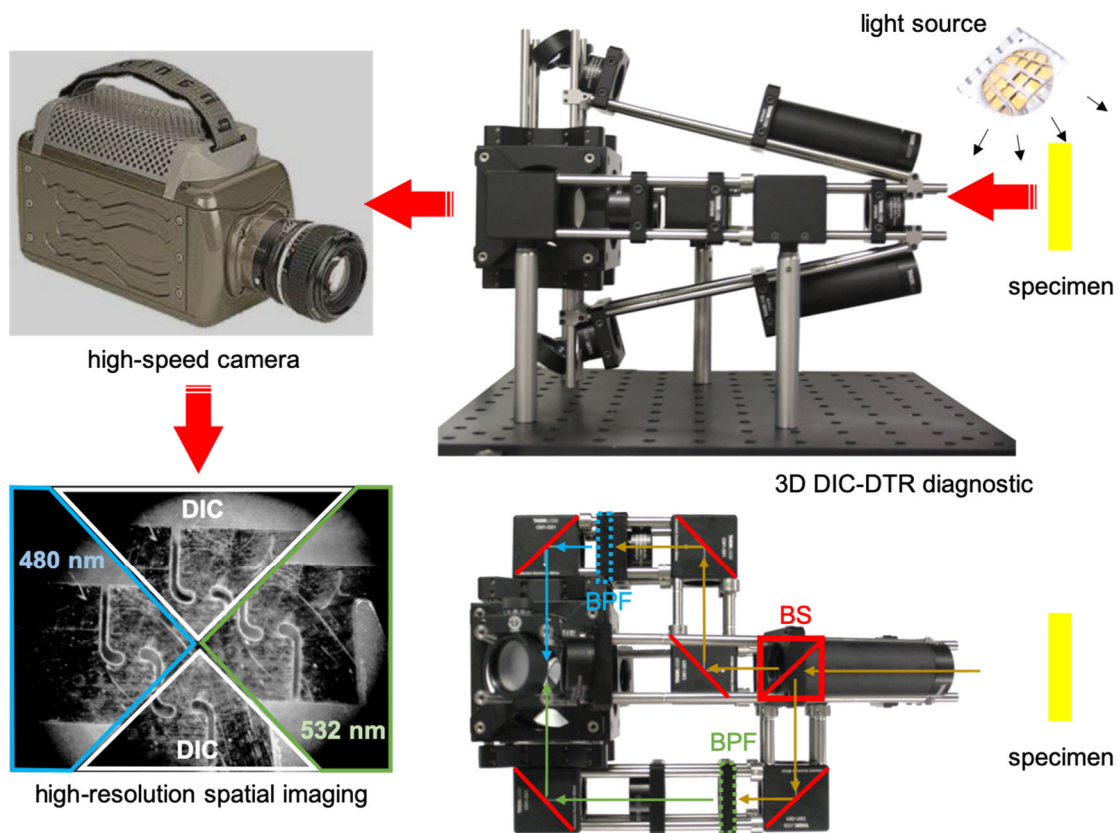 light source
specimen
high-speed camera
3D DIC-DTR diagnostic
DIC
480 nm
532 nm
DIC
high-resolution spatial imaging
BPF
BS
BPF
specimen